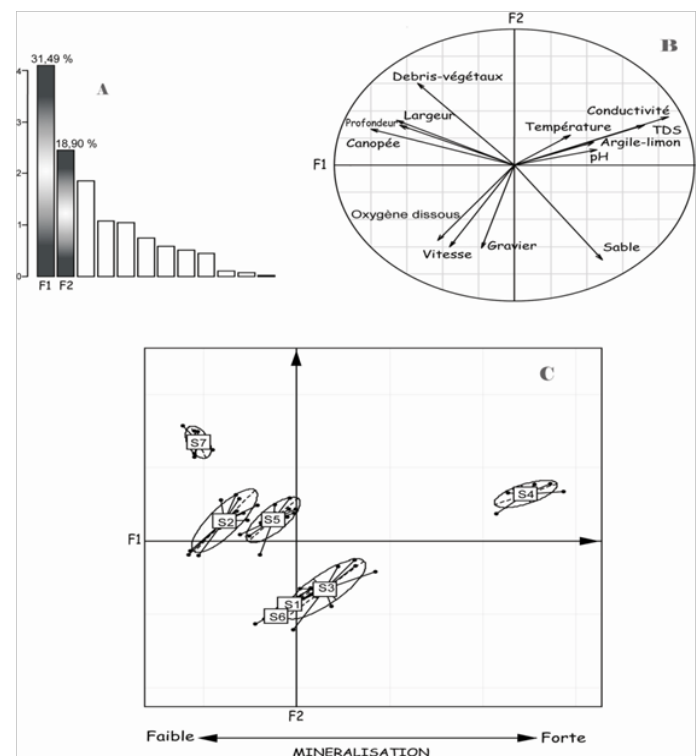 31,49 %
A
18,90 %
4
3
2
1
0
F1 F2
F2
B
Debris-végétaux
Conductivité
Largeur
Profondeur
Température
TDS
Canopée
Argile-limon
pH
F1
Oxygène dissous
Vitesse
Gravier
Sable
C
S7
S4
S2
S5
F1
S3
S1
S6
F2
Faible
Forte
MINERALISATION